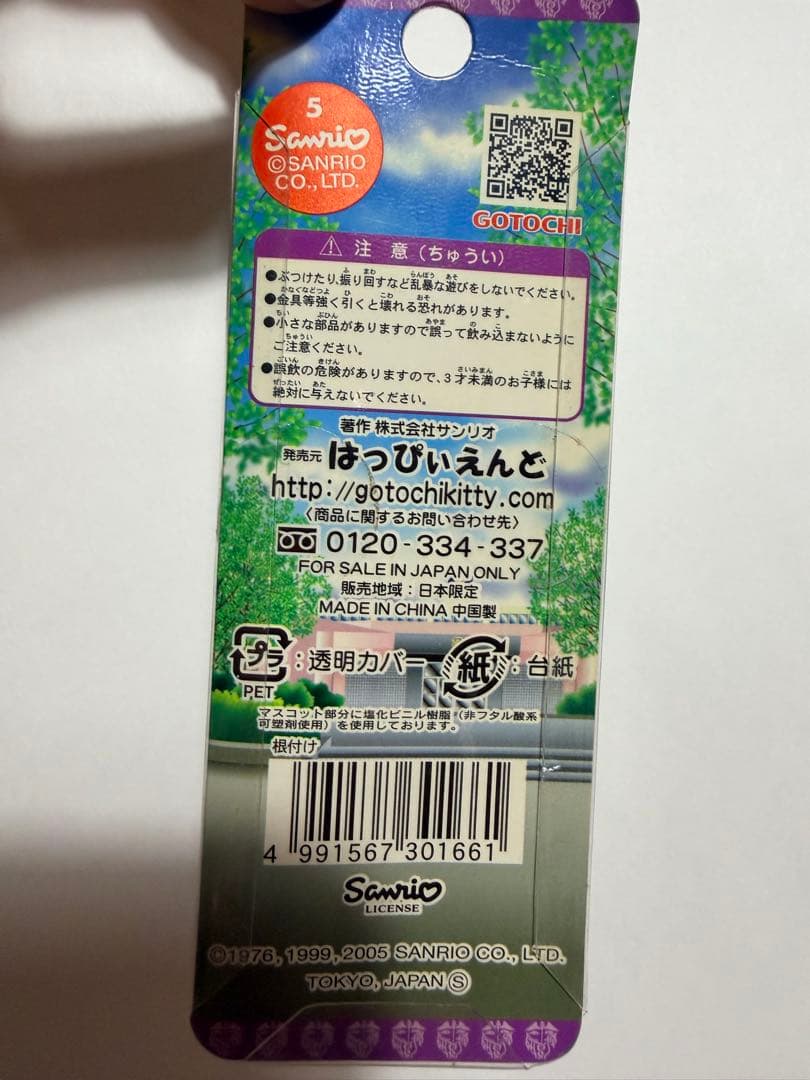 5
Sanrio
©SANRIO
CO., LTD.
GOTOCHI
⚠ 注 意 (ちゅうい)
●ぶつけたり、振り回すなど乱暴な遊びをしないでください。
●金具等強く引くと壊れる恐れがあります。
●小さな部品がありますので誤って飲み込まないように
ご注意ください。
●誤飲の危険がありますので、3才未満のお子様には
絶対に与えないでください。
著作 株式会社サンリオ
発売元 はっぴぃえんど
http://gotochikitty.com
〈商品に関するお問い合わせ先〉
0120-334-337
FOR SALE IN JAPAN ONLY
販売地域:日本限定
MADE IN CHINA 中国製
プラ:透明カバー 紙:台紙
PET
マスコット部分に塩化ビニル樹脂(非フタル酸系
可塑剤使用)を使用しております。
根付け
4 991567 301661
Sanrio
LICENSE
©1976, 1999, 2005 SANRIO CO., LTD.
TOKYO, JAPAN Ⓢ